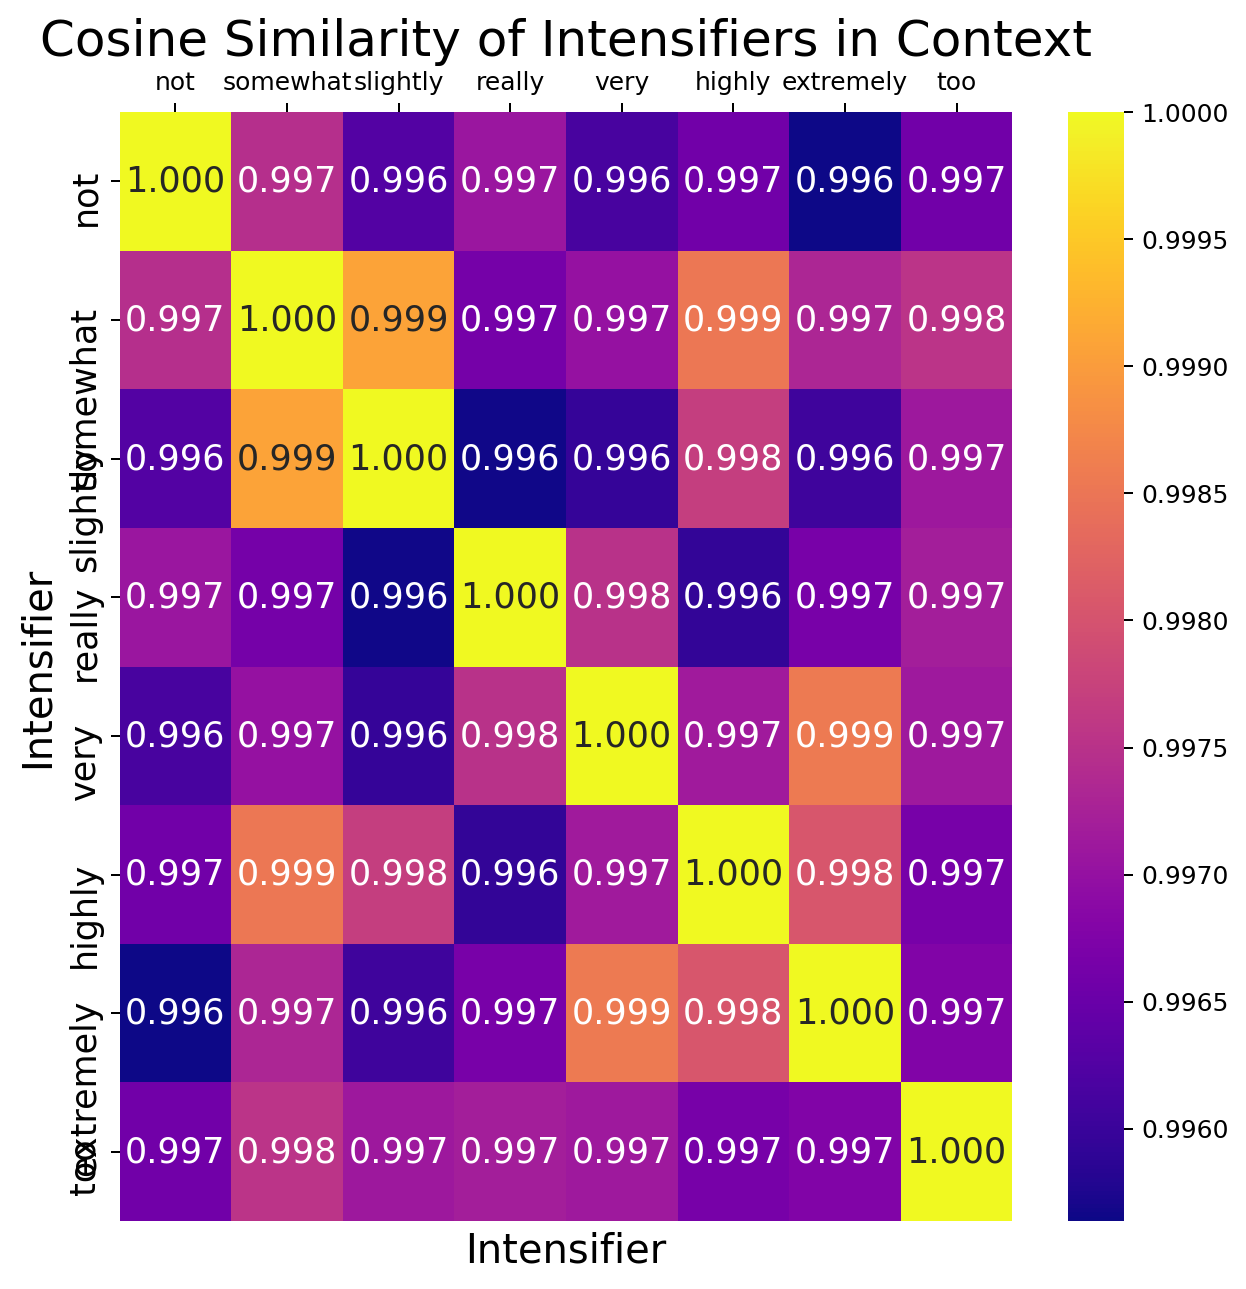 Cosine Similarity of Intensifiers in Context
not somewhat slightly really very highly extremely too
not 1.000 0.997 0.996 0.997 0.996 0.997 0.996 0.997
somewhat 0.997 1.000 0.999 0.997 0.997 0.999 0.997 0.998
slightly 0.996 0.999 1.000 0.996 0.996 0.998 0.996 0.997
really 0.997 0.997 0.996 1.000 0.998 0.996 0.997 0.997
very 0.996 0.997 0.996 0.998 1.000 0.997 0.999 0.997
highly 0.997 0.999 0.998 0.996 0.997 1.000 0.998 0.997
extremely 0.996 0.997 0.996 0.997 0.999 0.998 1.000 0.997
too 0.997 0.998 0.997 0.997 0.997 0.997 0.997 1.000
Intensifier
Intensifier
1.0000
0.9995
0.9990
0.9985
0.9980
0.9975
0.9970
0.9965
0.9960